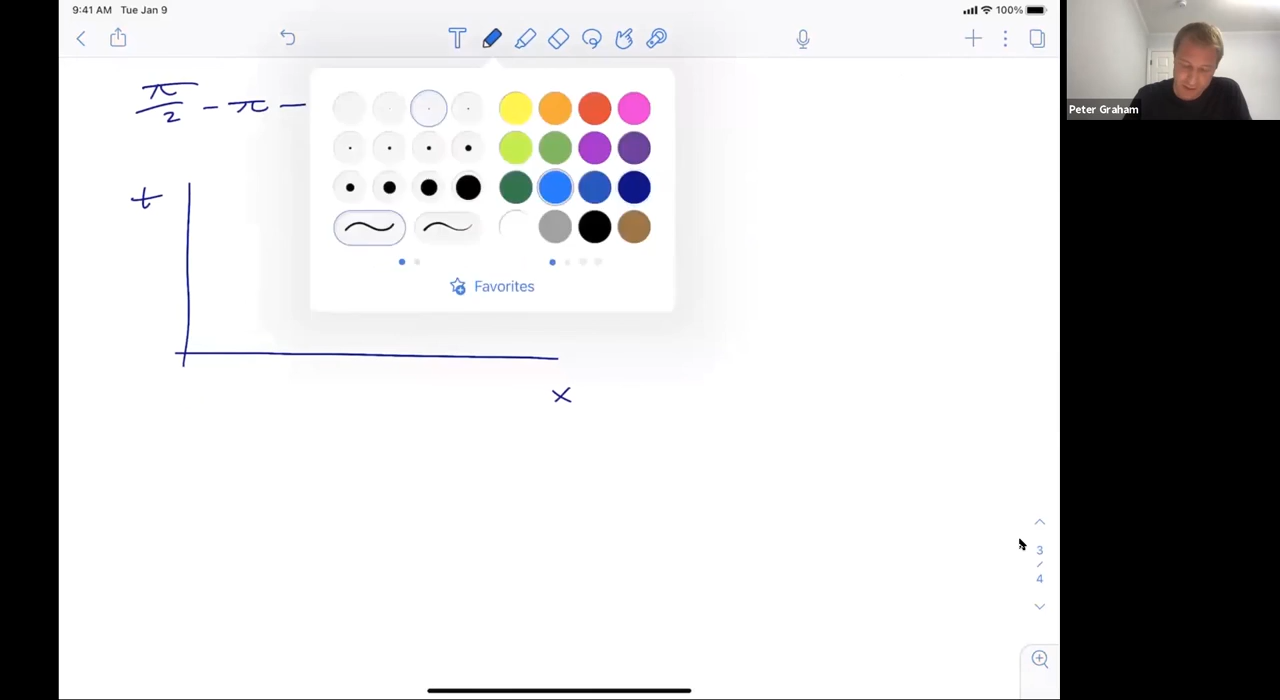 9:41 AM Tue Jan 9
100%
T
π/2 - π -
t
x
Favorites
3
/
4
Peter Graham